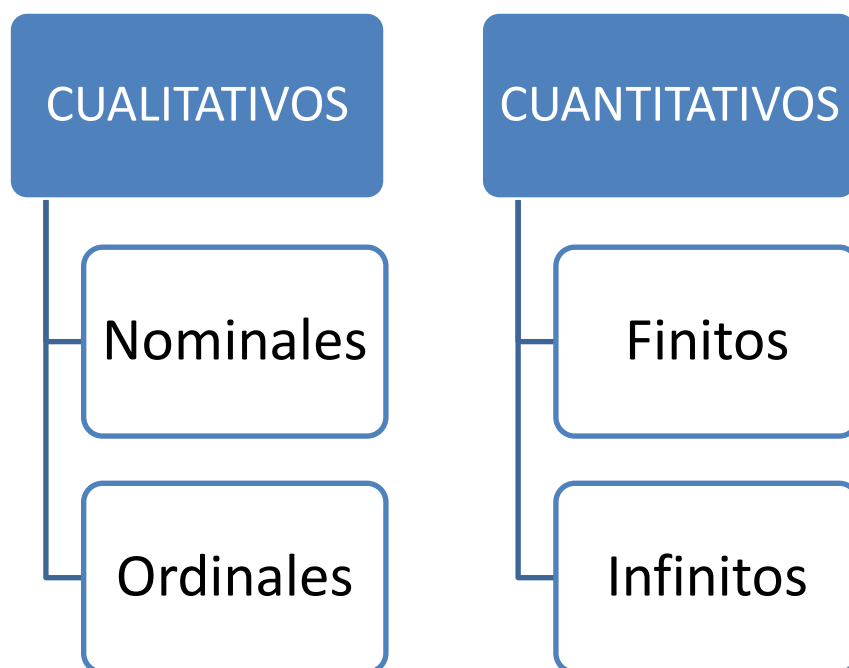 CUALITATIVOS
Nominales
Ordinales
CUANTITATIVOS
Finitos
Infinitos